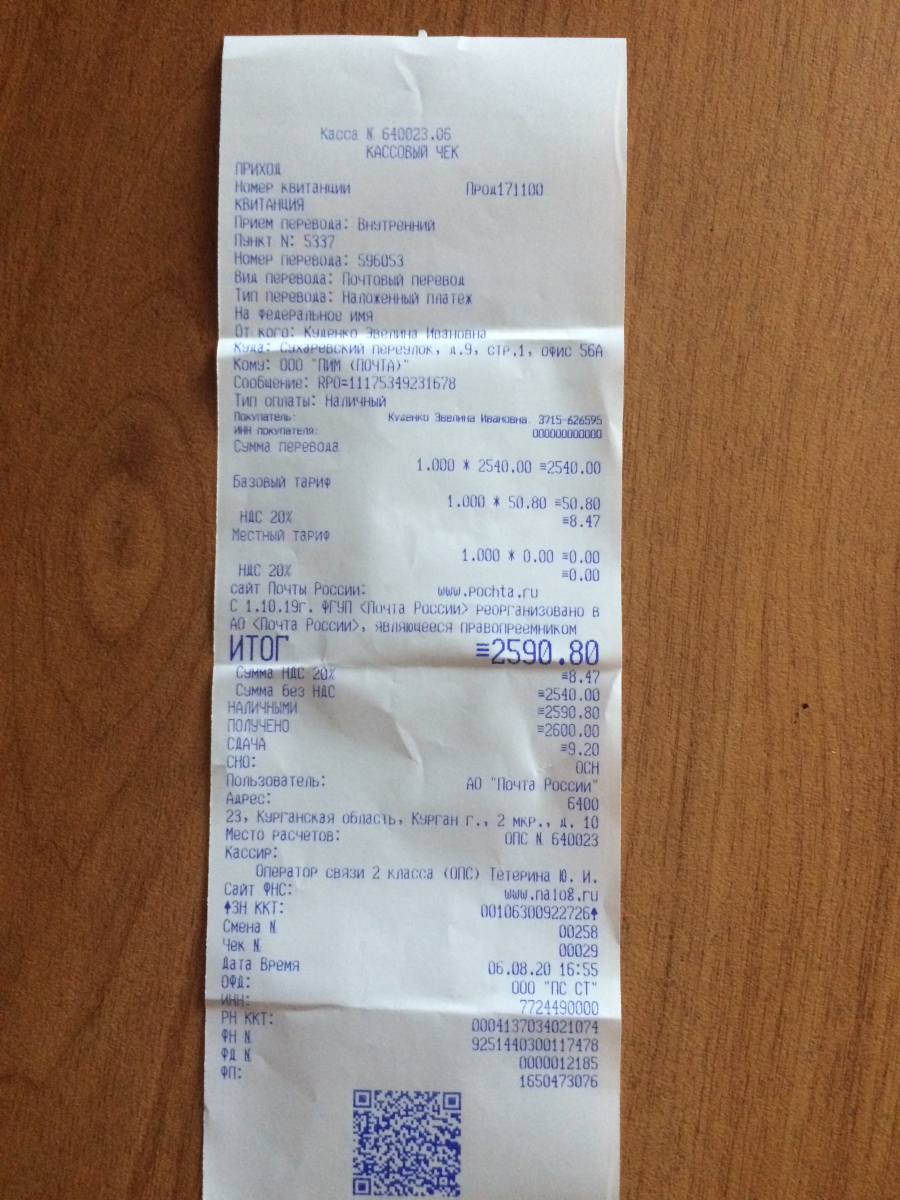 Касса N 640023.06
КАССОВЫЙ ЧЕК
ПРИХОД
Номер квитанции Прод171100
КВИТАНЦИЯ
Прием перевода: Внутренний
Пункт N: 5337
Номер перевода: 596053
Вид перевода: Почтовый перевод
Тип перевода: Наложенный платеж
На федеральное имя
От кого: Куденко Эвелина Ивановна
Куда: Сухаревский переулок, д.9, стр.1, офис 56А
Кому: ООО "ПИМ (ПОЧТА)"
Сообщение: RPO=11175349231678
Тип оплаты: Наличный
Покупатель: Куденко Эвелина Ивановна 3715-626595
ИНН покупателя: 000000000000
Сумма перевода
1.000 * 2540.00 ≡2540.00
Базовый тариф
1.000 * 50.80 ≡50.80
НДС 20% ≡8.47
Местный тариф
1.000 * 0.00 ≡0.00
НДС 20% ≡0.00
сайт Почты России: www.pochta.ru
С 1.10.19г. ФГУП <Почта России> реорганизовано в
АО <Почта России>, являющееся правопреемником
ИТОГ ≡2590.80
Сумма НДС 20% ≡8.47
Сумма без НДС ≡2540.00
НАЛИЧНЫМИ ≡2590.80
ПОЛУЧЕНО ≡2600.00
СДАЧА ≡9.20
СНО: ОСН
Пользователь: АО "Почта России"
Адрес: 6400
23, Курганская область, Курган г., 2 мкр., д. 10
Место расчетов: ОПС N 640023
Кассир:
Оператор связи 2 класса (ОПС) Тетерина Ю. И.
Сайт ФНС: www.nalog.ru
↑ЗН ККТ: 00106300922726↑
Смена N 00258
Чек N 00029
Дата Время 06.08.20 16:55
ОФД: ООО "ПС СТ"
ИНН: 7724490000
РН ККТ: 0004137034021074
ФН N 9251440300117478
ФД N 0000012185
ФП: 1650473076